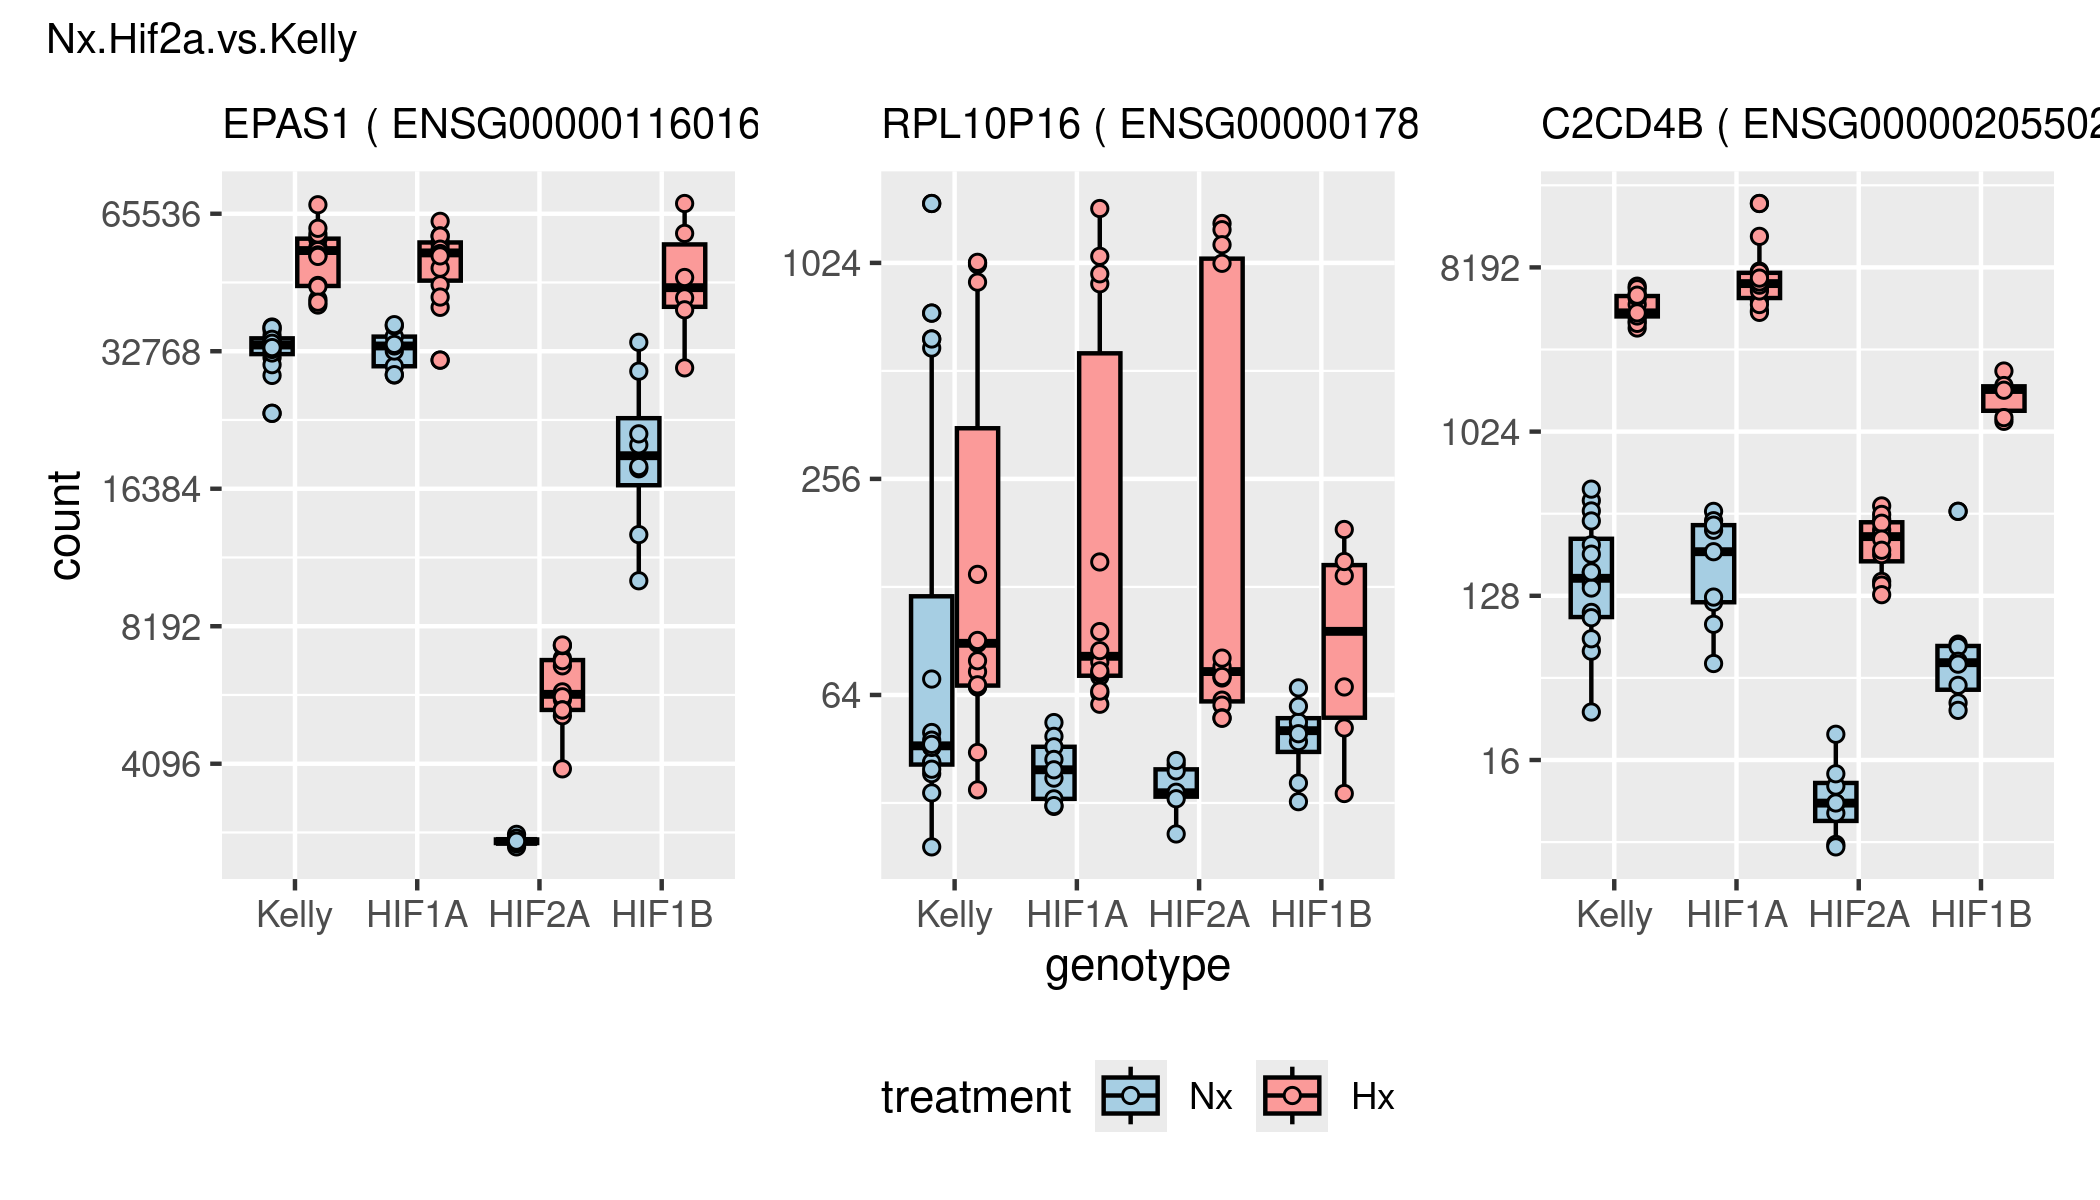 Nx.Hif2a.vs.Kelly
EPAS1 ( ENSG00000116016
RPL10P16 ( ENSG00000178
C2CD4B ( ENSG00000205502
count
65536
32768
16384
8192
4096
Kelly HIF1A HIF2A HIF1B
1024
256
64
Kelly HIF1A HIF2A HIF1B
8192
1024
128
16
Kelly HIF1A HIF2A HIF1B
genotype
treatment Nx Hx